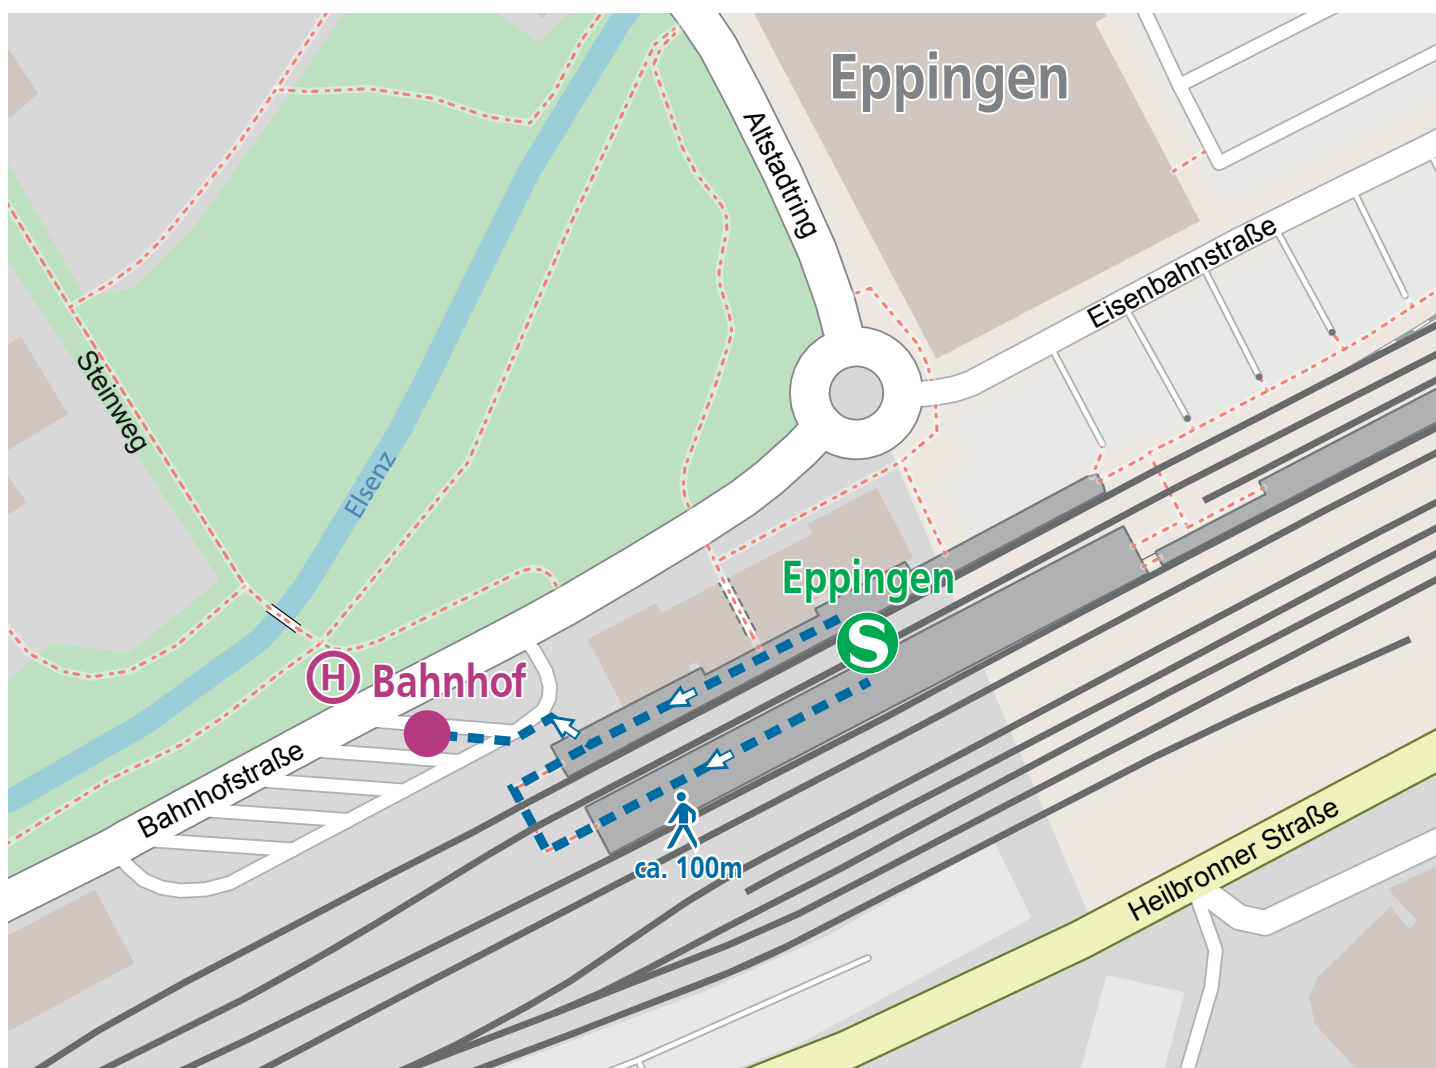 Eppingen
Altstadtring
Eisenbahnstraße
Steinweg
Elsenz
Eppingen
S
H Bahnhof
Bahnhofstraße
ca. 100m
Heilbronner Straße